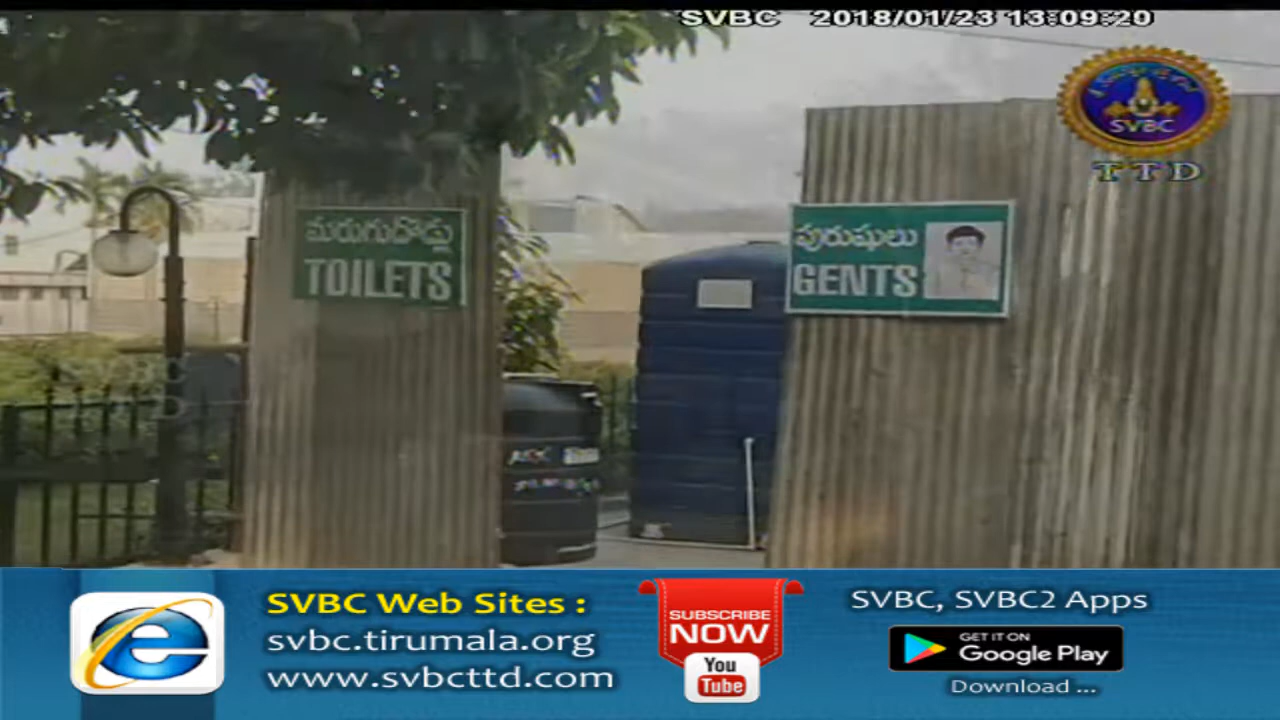 SVBC 2018/01/23 13:09:20
SVBC
TTD
మరుగుదొడ్లు
TOILETS
పురుషులు
GENTS
SVBC Web Sites :
svbc.tirumala.org
www.svbcttd.com
SUBSCRIBE
NOW
You
Tube
SVBC, SVBC2 Apps
GET IT ON
Google Play
Download ...